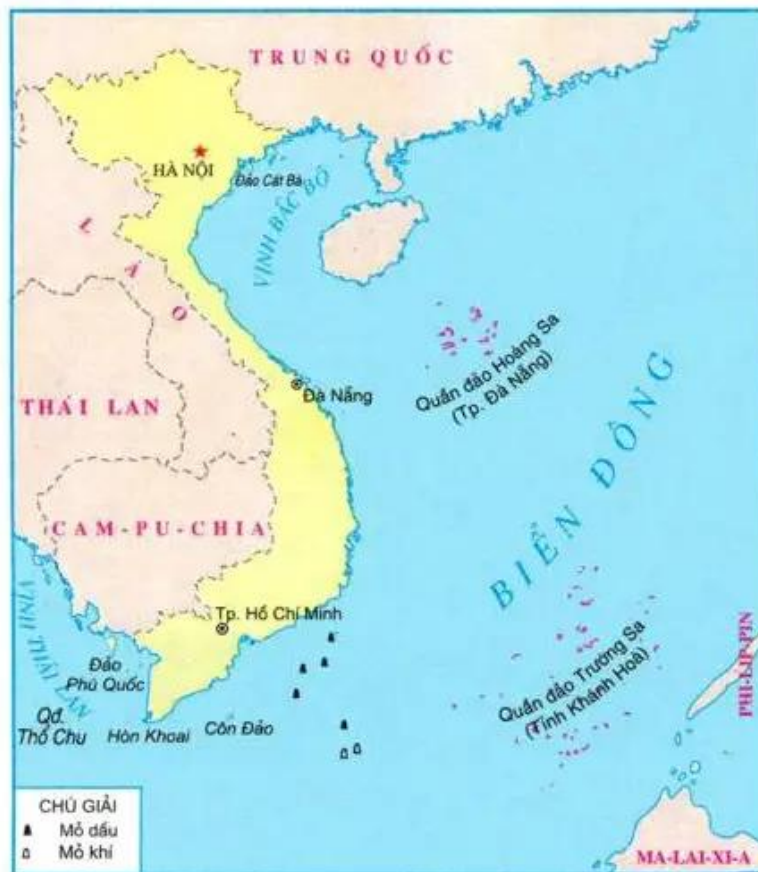 TRUNG QUỐC
HÀ NỘI
Đảo Cát Bà
VỊNH BẮC BỘ
LÀO
Quần đảo Hoàng Sa
(Tp. Đà Nẵng)
Đà Nẵng
THÁI LAN
BIỂN ĐÔNG
CAM-PU-CHIA
Tp. Hồ Chí Minh
VỊNH THÁI LAN
Đảo
Phú Quốc
Quần đảo Trường Sa
(Tỉnh Khánh Hoà)
PHI-LIP-PIN
Qđ.
Thổ Chu
Hòn Khoai
Côn Đảo
CHÚ GIẢI
Mỏ dầu
Mỏ khí
MA-LAI-XI-A